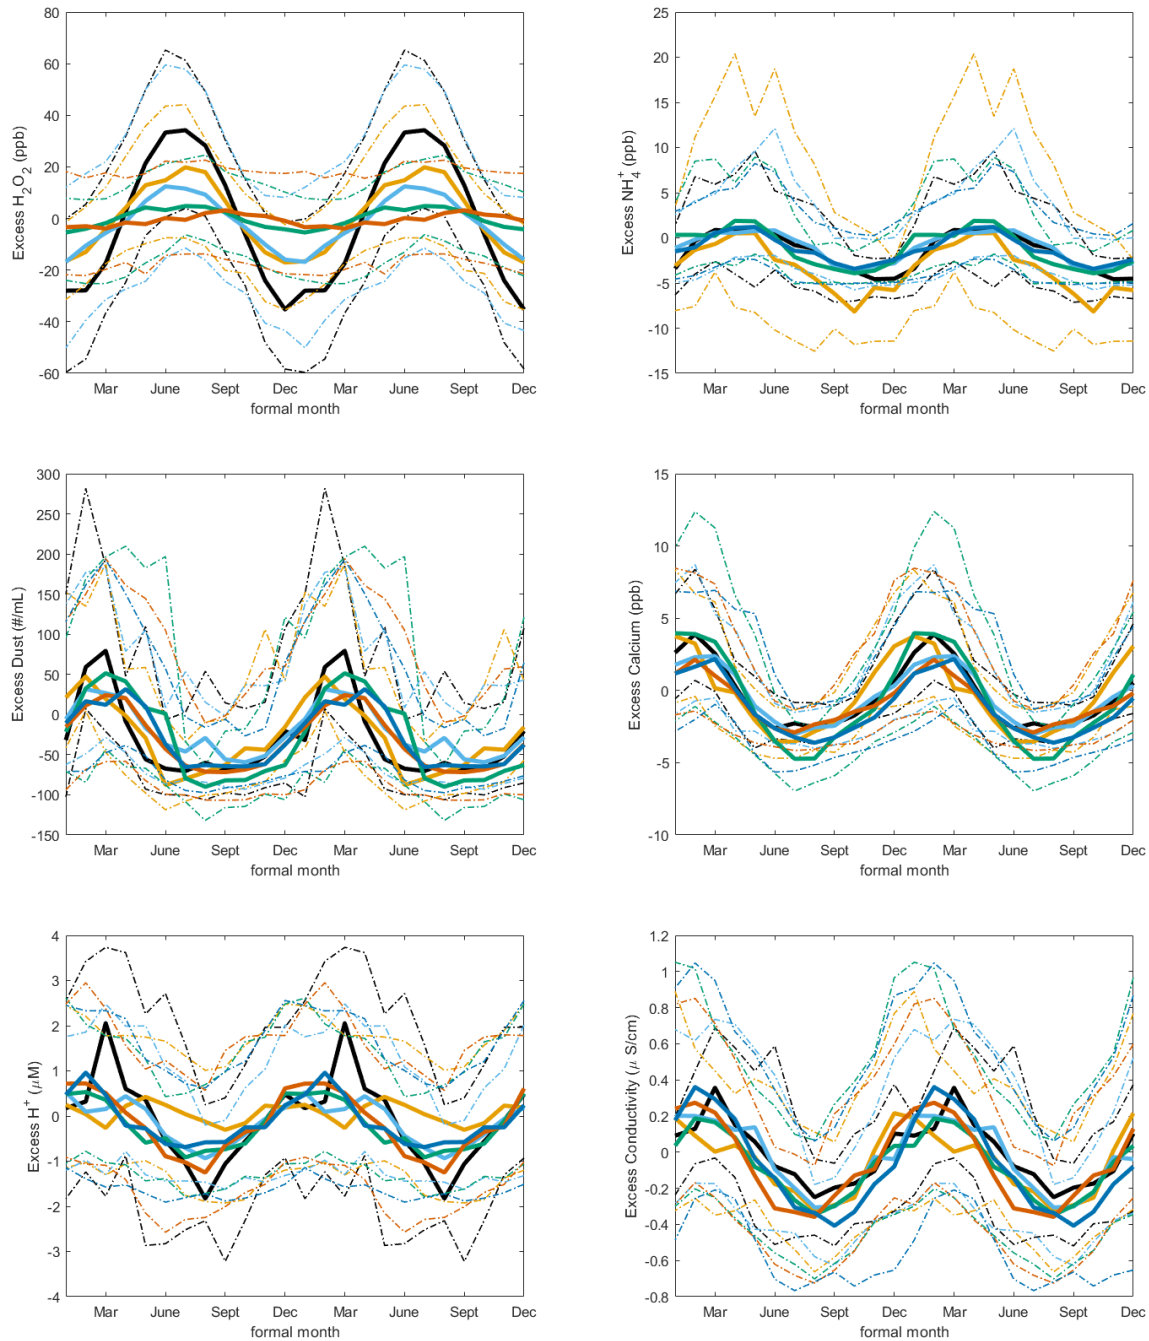 80
60
40
20
0
-20
-40
-60
Excess H2O2 (ppb)
Mar June Sept Dec Mar June Sept Dec
formal month
25
20
15
10
5
0
-5
-10
-15
Excess NH4+ (ppb)
Mar June Sept Dec Mar June Sept Dec
formal month
300
250
200
150
100
50
0
-50
-100
-150
Excess Dust (#/mL)
Mar June Sept Dec Mar June Sept Dec
formal month
15
10
5
0
-5
-10
Excess Calcium (ppb)
Mar June Sept Dec Mar June Sept Dec
formal month
4
3
2
1
0
-1
-2
-3
-4
Excess H+ (μM)
Mar June Sept Dec Mar June Sept Dec
formal month
1.2
1
0.8
0.6
0.4
0.2
0
-0.2
-0.4
-0.6
-0.8
Excess Conductivity (μ S/cm)
Mar June Sept Dec Mar June Sept Dec
formal month